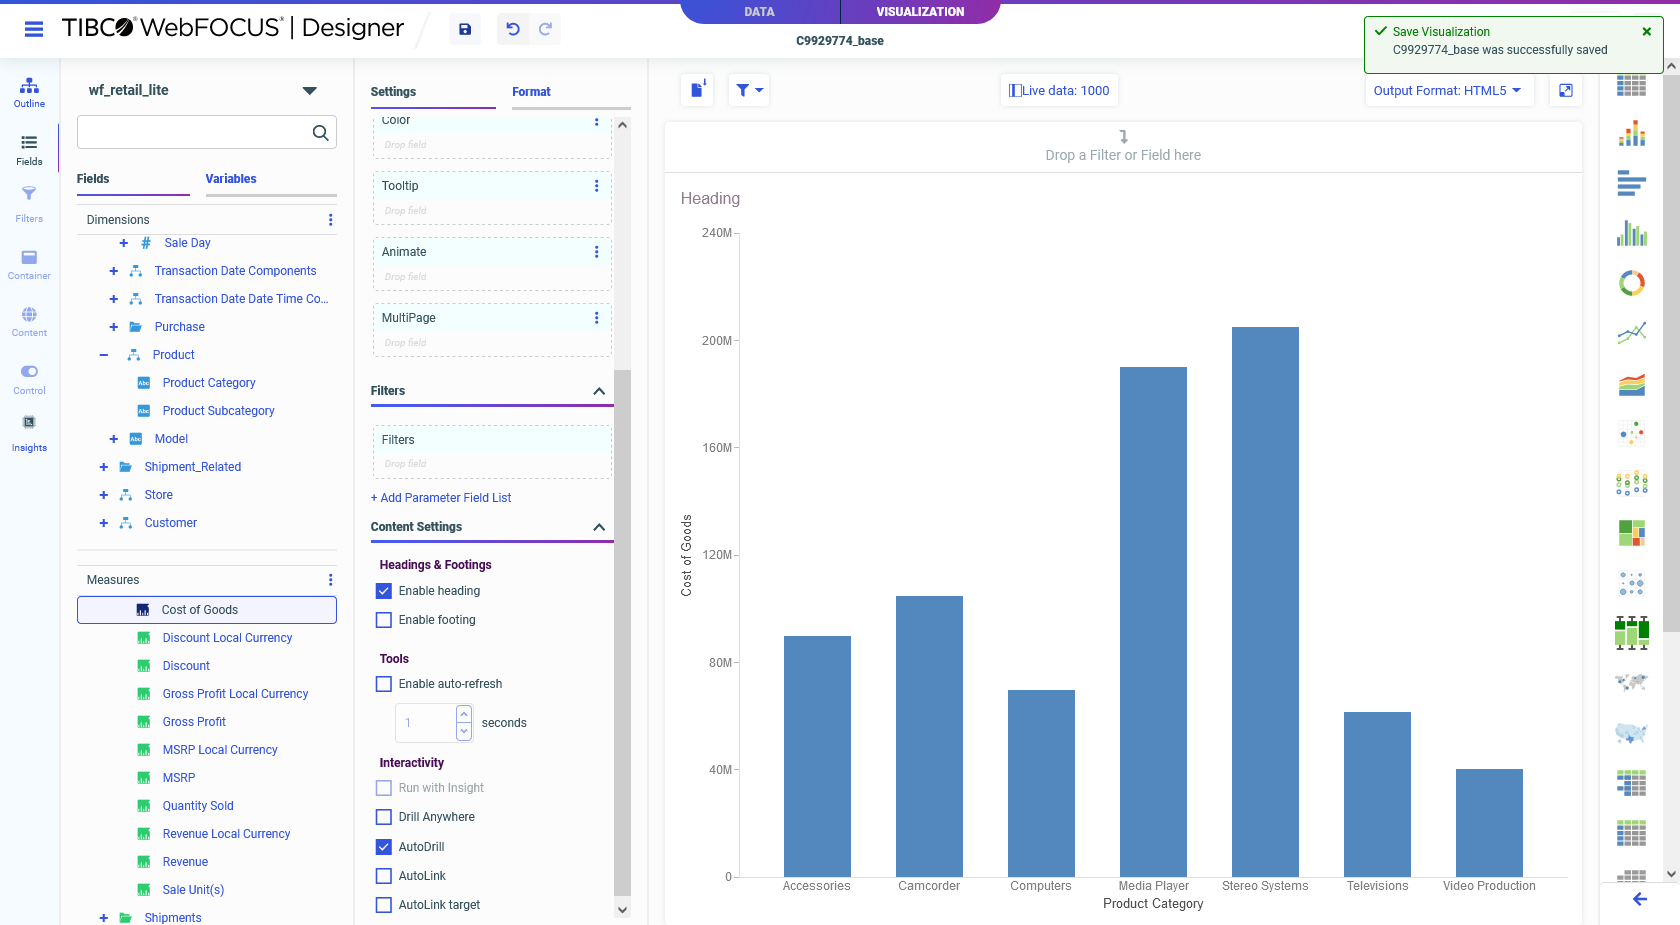 DATA
VISUALIZATION
TIBCO WebFOCUS® | Designer
C9929774_base
Save Visualization
C9929774_base was successfully saved
Outline
Fields
Filters
Container
Content
Control
Insights
wf_retail_lite
Fields
Variables
Dimensions
Sale Day
Transaction Date Components
Transaction Date Date Time Co...
Purchase
Product
Product Category
Product Subcategory
Model
Shipment_Related
Store
Customer
Measures
Cost of Goods
Discount Local Currency
Discount
Gross Profit Local Currency
Gross Profit
MSRP Local Currency
MSRP
Quantity Sold
Revenue Local Currency
Revenue
Sale Unit(s)
Shipments
Settings
Format
Color
Drop field
Tooltip
Drop field
Animate
Drop field
MultiPage
Drop field
Filters
Filters
Drop field
+ Add Parameter Field List
Content Settings
Headings & Footings
Enable heading
Enable footing
Tools
Enable auto-refresh
1
seconds
Interactivity
Run with Insight
Drill Anywhere
AutoDrill
AutoLink
AutoLink target
Live data: 1000
Output Format: HTML5
Drop a Filter or Field here
Heading
240M
200M
160M
120M
80M
40M
0
Cost of Goods
Accessories
Camcorder
Computers
Media Player
Stereo Systems
Televisions
Video Production
Product Category